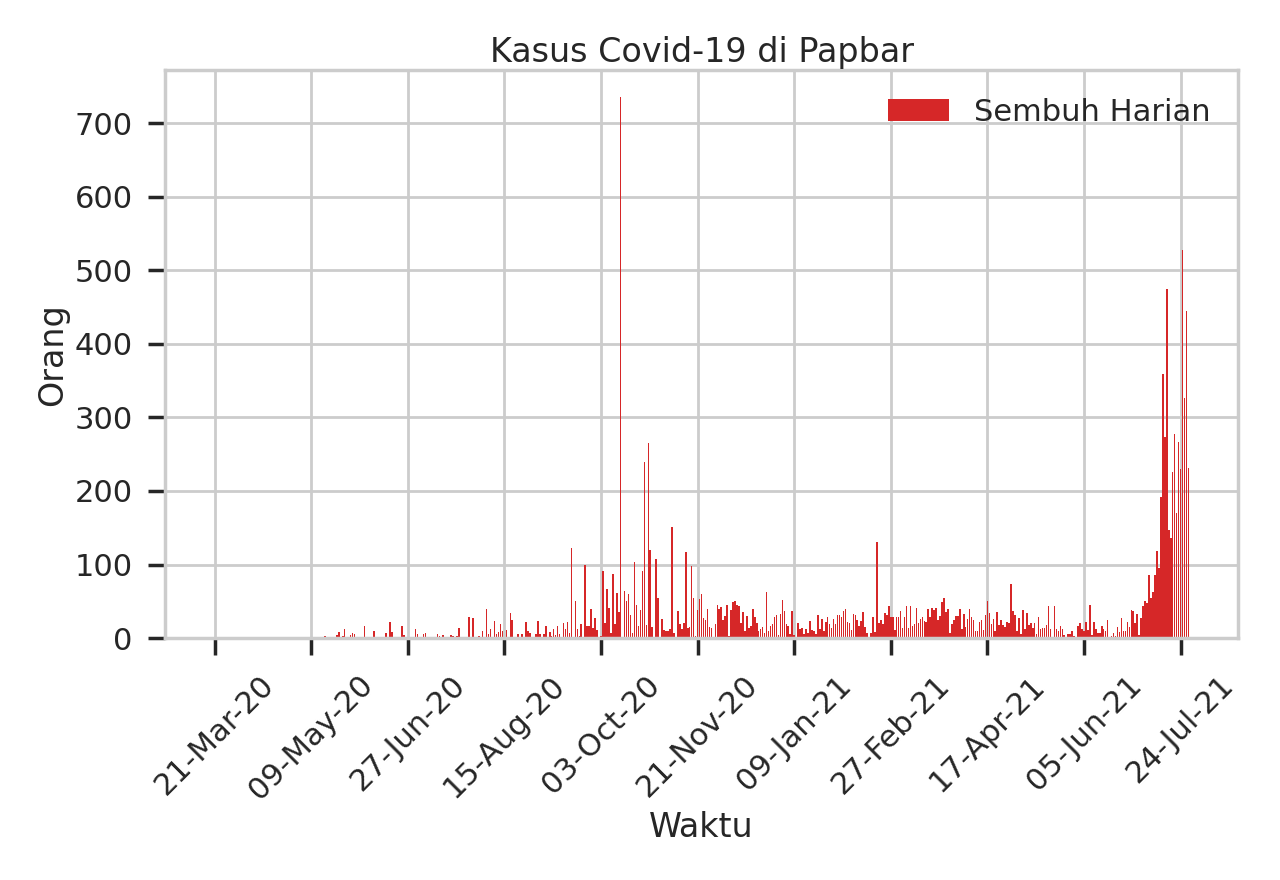 Kasus Covid-19 di Papbar
Sembuh Harian
700
600
500
400
300
200
100
0
Orang
21-Mar-20
09-May-20
27-Jun-20
15-Aug-20
03-Oct-20
21-Nov-20
09-Jan-21
27-Feb-21
17-Apr-21
05-Jun-21
24-Jul-21
Waktu